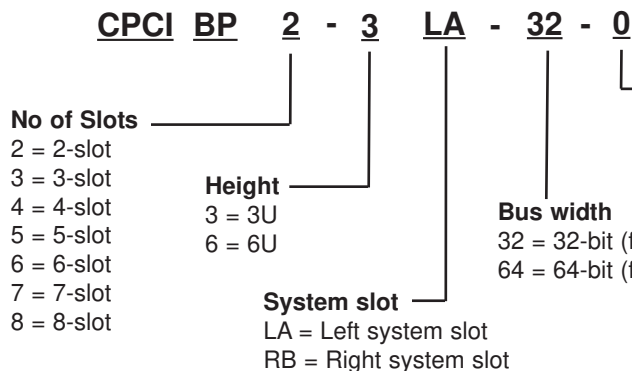 CPCI BP 2 - 3 LA - 32 - 0
No of Slots
2 = 2-slot
3 = 3-slot
4 = 4-slot
5 = 5-slot
6 = 6-slot
7 = 7-slot
8 = 8-slot
Height
3 = 3U
6 = 6U
Bus width
32 = 32-bit (f
64 = 64-bit (f
System slot
LA = Left system slot
RB = Right system slot